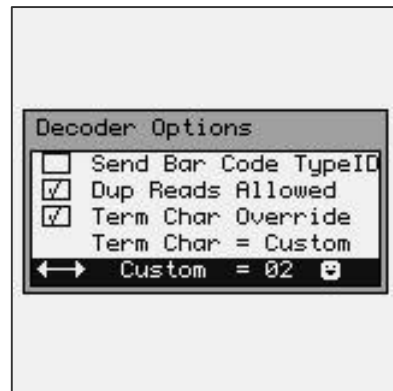 Decoder Options
Send Bar Code TypeID
Dup Reads Allowed
Term Char Override
Term Char = Custom
Custom = 02